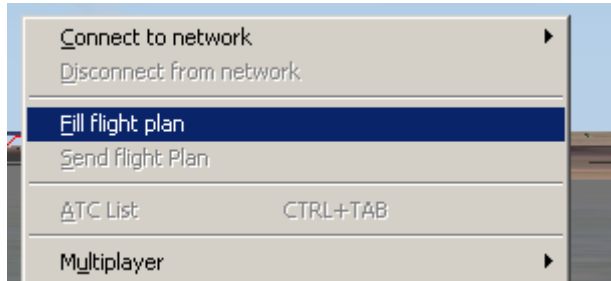 Connect to network
Disconnect from network
Fill flight plan
Send flight Plan
ATC List CTRL+TAB
Multiplayer